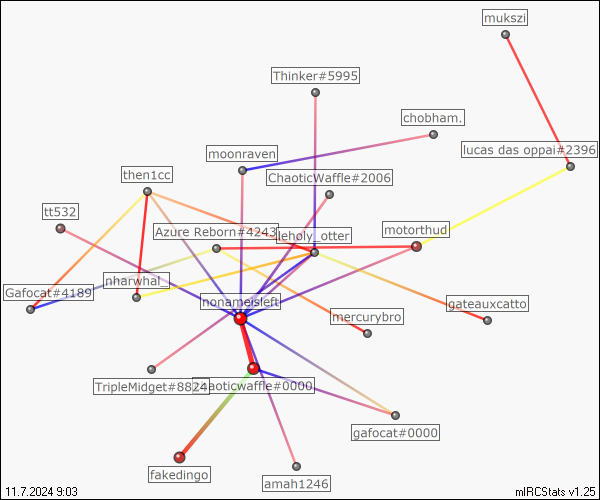 mukszi
Thinker#5995
chobham.
lucas das oppai#2396
moonraven
then1cc
ChaoticWaffle#2006
tt532
Azure Reborn#4243
leholy_otter
motorthud
nharwhal_
Gafocat#4189
nonameisleft
gateauxcatto
mercurybro
TripleMidget#8824
chaoticwaffle#0000
gafocat#0000
fakedingo
amah1246
11.7.2024 9:03
mIRCStats v1.25